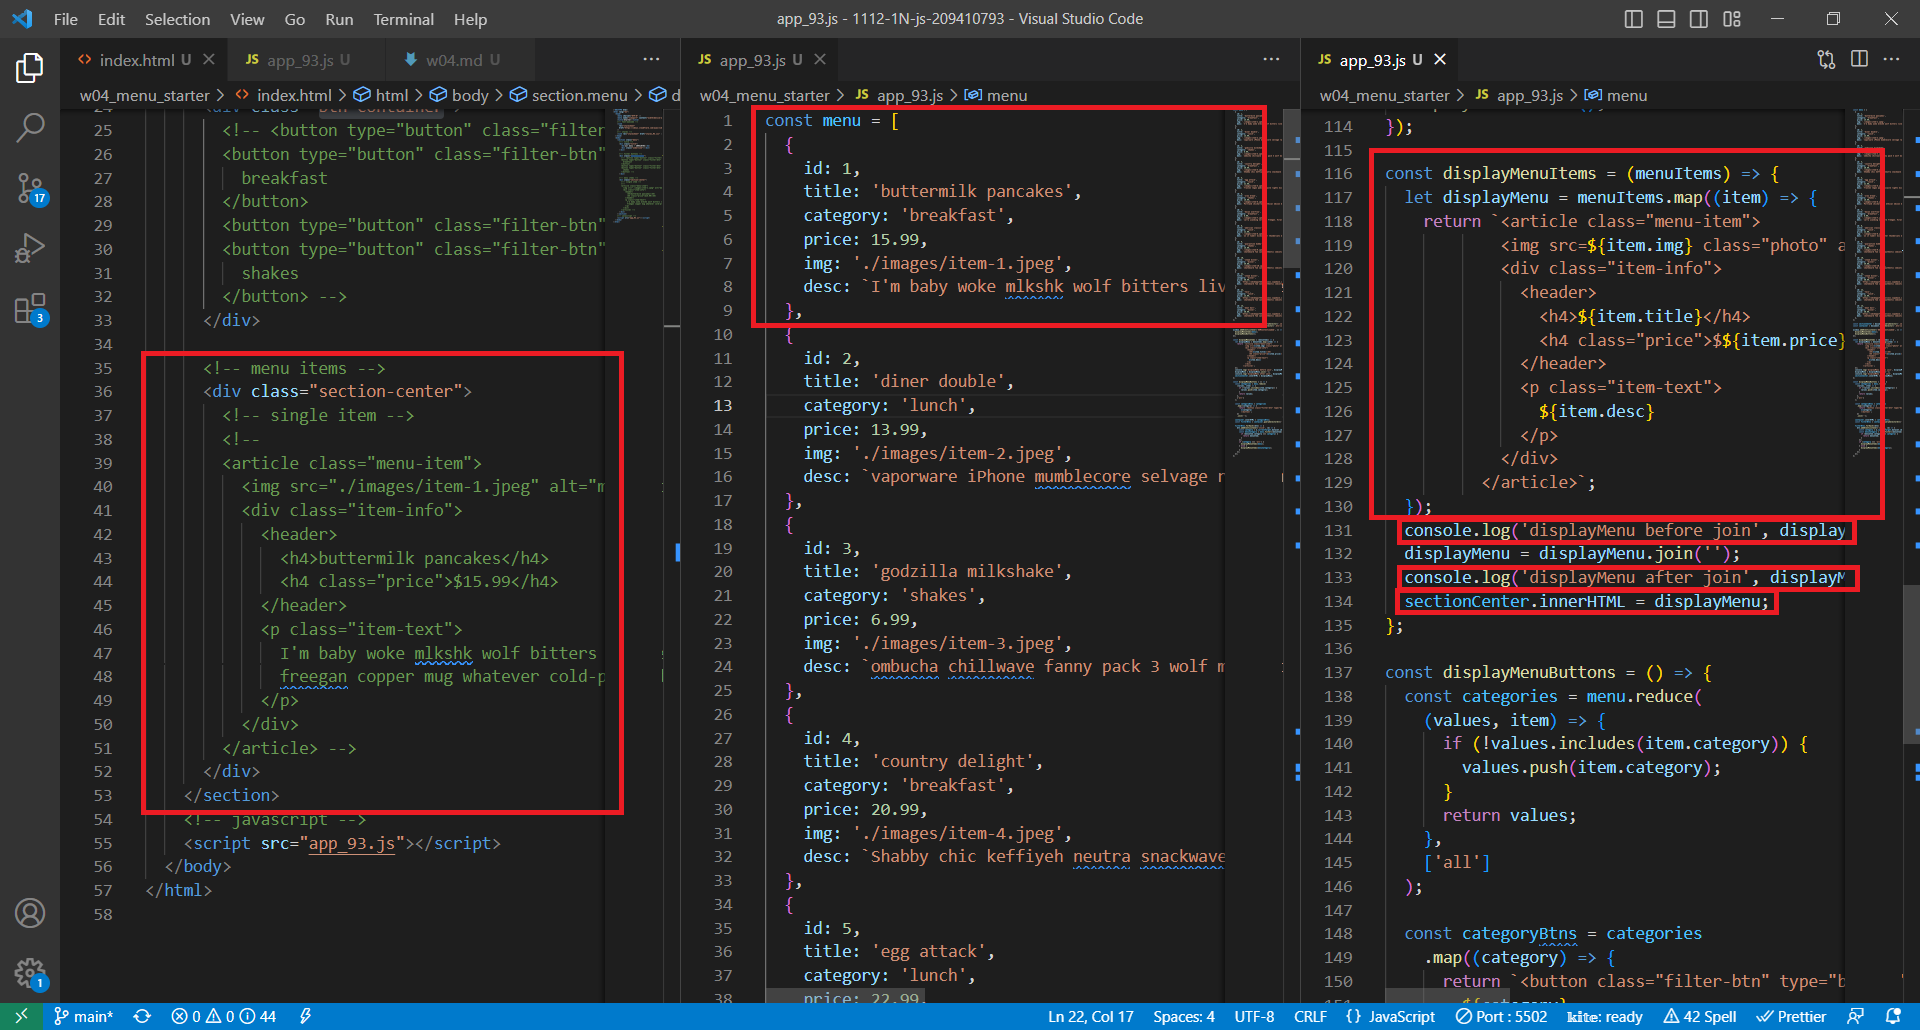 File Edit Selection View Go Run Terminal Help
app_93.js - 1112-1N-js-209410793 - Visual Studio Code
index.html U
JS app_93.js U
w04.md U
w04_menu_starter > index.html > html > body > section.menu > d
25 <!-- <button type="button" class="filter
26 <button type="button" class="filter-btn"
27 breakfast
28 </button>
29 <button type="button" class="filter-btn"
30 <button type="button" class="filter-btn"
31 shakes
32 </button> -->
33 </div>
34
35 <!-- menu items -->
36 <div class="section-center">
37 <!-- single item -->
38 <!--
39 <article class="menu-item">
40 <img src="./images/item-1.jpeg" alt="m
41 <div class="item-info">
42 <header>
43 <h4>buttermilk pancakes</h4>
44 <h4 class="price">$15.99</h4>
45 </header>
46 <p class="item-text">
47 I'm baby woke mlkshk wolf bitters
48 freegan copper mug whatever cold-p
49 </p>
50 </div>
51 </article> -->
52 </div>
53 </section>
54 <!-- javascript -->
55 <script src="app_93.js"></script>
56 </body>
57 </html>
58
JS app_93.js U
w04_menu_starter > JS app_93.js > menu
1 const menu = [
2 {
3 id: 1,
4 title: 'buttermilk pancakes',
5 category: 'breakfast',
6 price: 15.99,
7 img: './images/item-1.jpeg',
8 desc: `I'm baby woke mlkshk wolf bitters liv
9 },
10 {
11 id: 2,
12 title: 'diner double',
13 category: 'lunch',
14 price: 13.99,
15 img: './images/item-2.jpeg',
16 desc: `vaporware iPhone mumblecore selvage r
17 },
18 {
19 id: 3,
20 title: 'godzilla milkshake',
21 category: 'shakes',
22 price: 6.99,
23 img: './images/item-3.jpeg',
24 desc: `ombucha chillwave fanny pack 3 wolf m
25 },
26 {
27 id: 4,
28 title: 'country delight',
29 category: 'breakfast',
30 price: 20.99,
31 img: './images/item-4.jpeg',
32 desc: `Shabby chic keffiyeh neutra snackwave
33 },
34 {
35 id: 5,
36 title: 'egg attack',
37 category: 'lunch',
38 price: 22.99,
JS app_93.js U
w04_menu_starter > JS app_93.js > menu
114 });
115
116 const displayMenuItems = (menuItems) => {
117 let displayMenu = menuItems.map((item) => {
118 return `<article class="menu-item">
119 <img src=${item.img} class="photo" a
120 <div class="item-info">
121 <header>
122 <h4>${item.title}</h4>
123 <h4 class="price">$${item.price}
124 </header>
125 <p class="item-text">
126 ${item.desc}
127 </p>
128 </div>
129 </article>`;
130 });
131 console.log('displayMenu before join', display
132 displayMenu = displayMenu.join('');
133 console.log('displayMenu after join', displayM
134 sectionCenter.innerHTML = displayMenu;
135 };
136
137 const displayMenuButtons = () => {
138 const categories = menu.reduce(
139 (values, item) => {
140 if (!values.includes(item.category)) {
141 values.push(item.category);
142 }
143 return values;
144 },
145 ['all']
146 );
147
148 const categoryBtns = categories
149 .map((category) => {
150 return `<button class="filter-btn" type="b
17
3
1
main* 0 0 44
Ln 22, Col 17 Spaces: 4 UTF-8 CRLF {} JavaScript Port : 5502 kite: ready 42 Spell Prettier